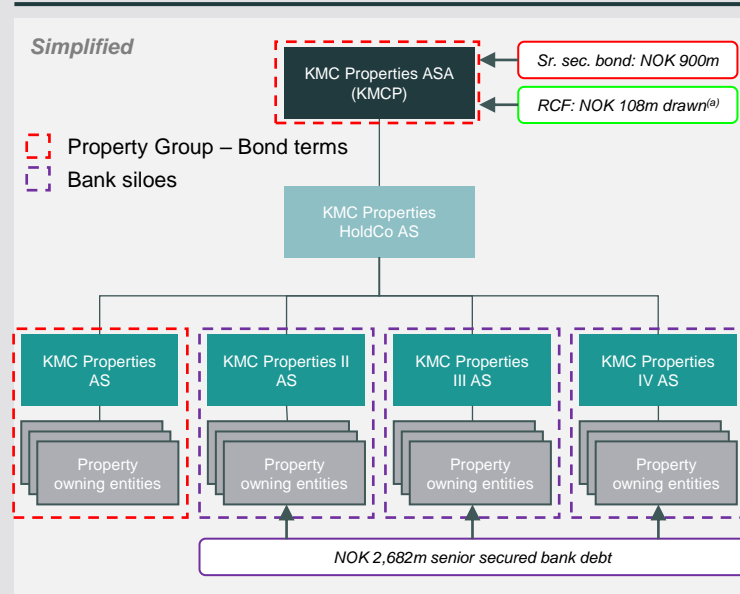 Simplified
KMC Properties ASA
(KMCP)
Sr. sec. bond: NOK 900m
RCF: NOK 108m drawn(a)
Property Group – Bond terms
Bank siloes
KMC Properties
HoldCo AS
KMC Properties
AS
KMC Properties II
AS
KMC Properties
III AS
KMC Properties
IV AS
Property
owning entities
Property
owning entities
Property
owning entities
Property
owning entities
NOK 2,682m senior secured bank debt